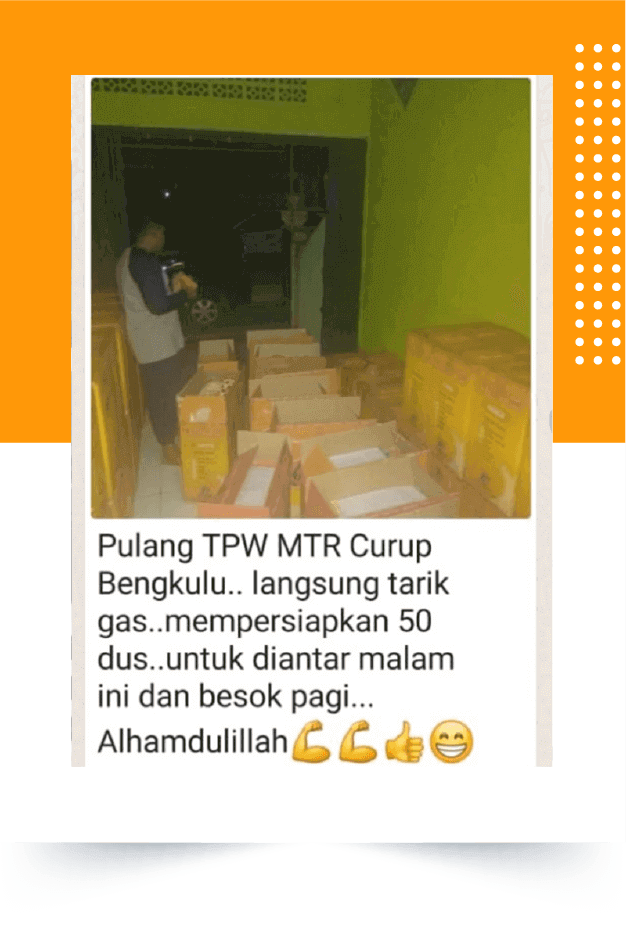 Pulang TPW MTR Curup
Bengkulu.. langsung tarik
gas..mempersiapkan 50
dus..untuk diantar malam
ini dan besok pagi...
Alhamdulillah💪💪👍😁